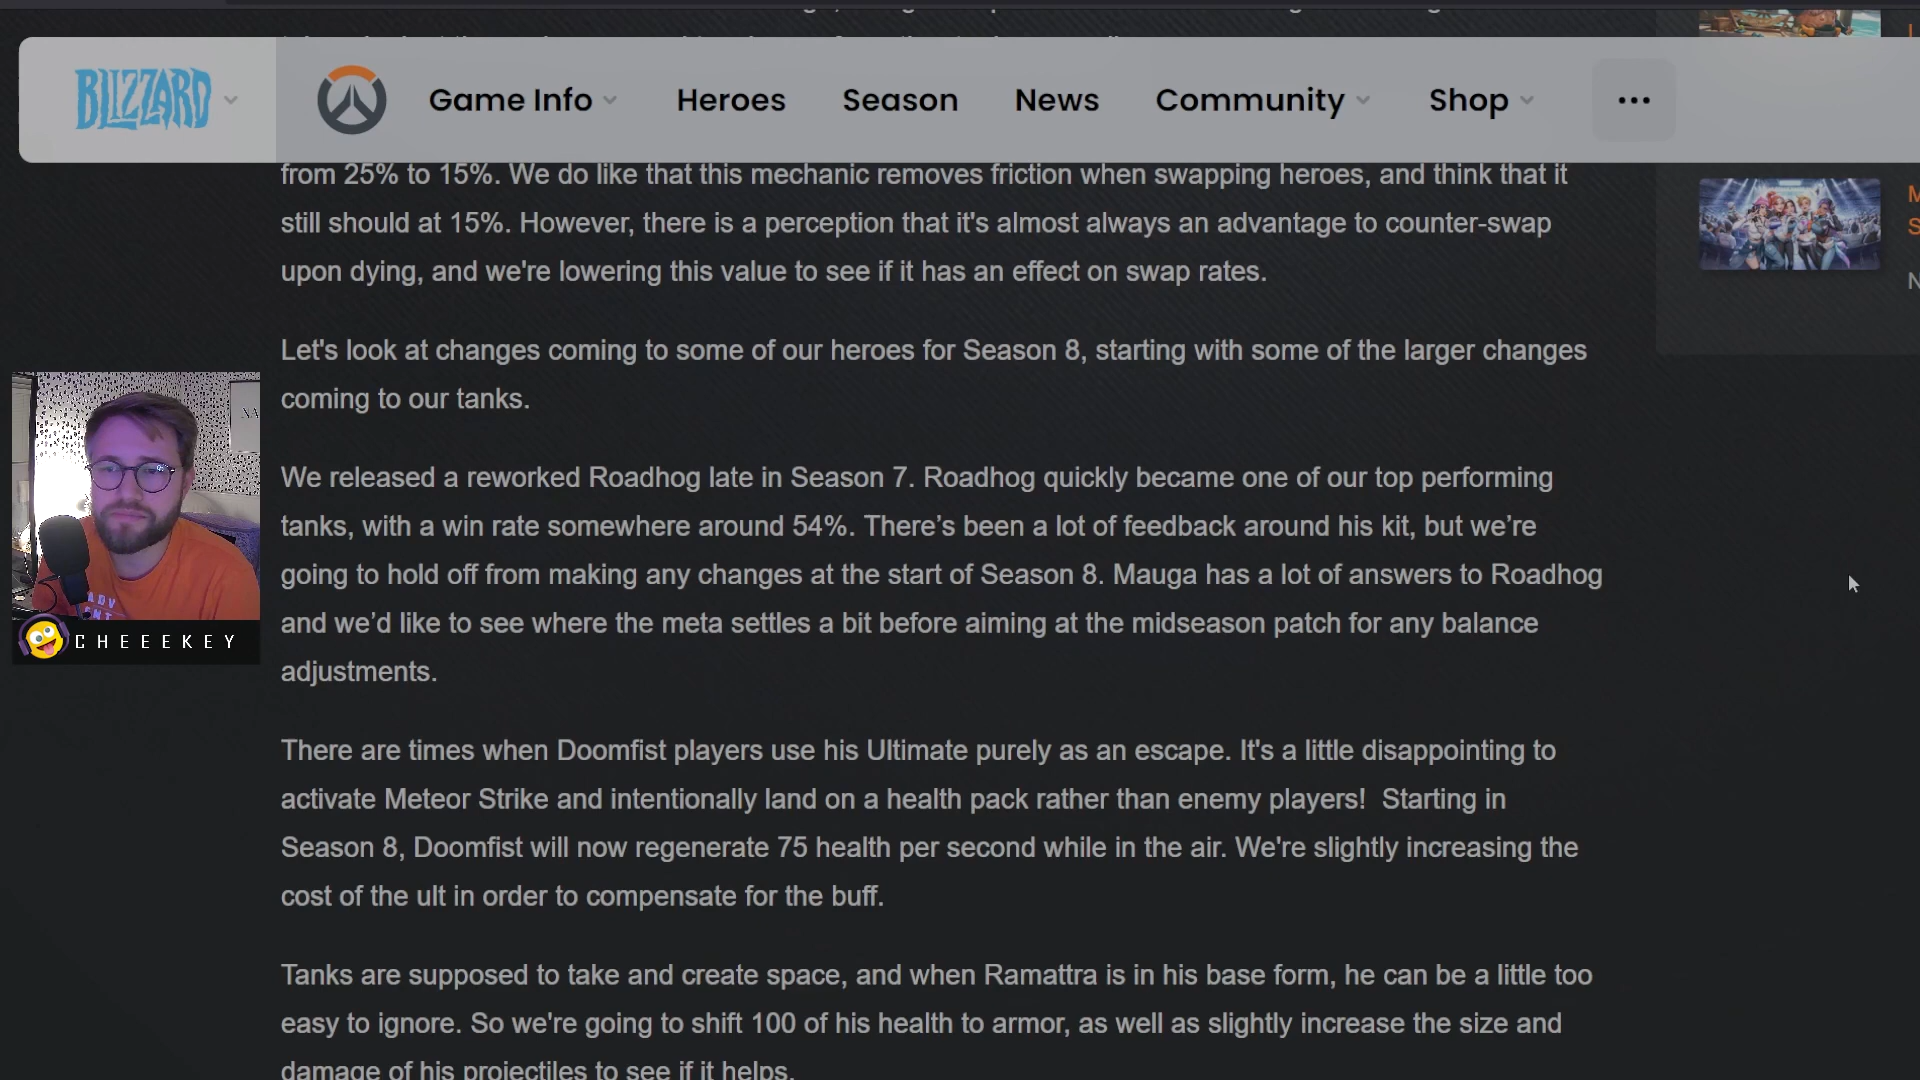 BLIZZARD
Game Info
Heroes
Season
News
Community
Shop
from 25% to 15%. We do like that this mechanic removes friction when swapping heroes, and think that it
still should at 15%. However, there is a perception that it's almost always an advantage to counter-swap
upon dying, and we're lowering this value to see if it has an effect on swap rates.
Let's look at changes coming to some of our heroes for Season 8, starting with some of the larger changes
coming to our tanks.
We released a reworked Roadhog late in Season 7. Roadhog quickly became one of our top performing
tanks, with a win rate somewhere around 54%. There’s been a lot of feedback around his kit, but we’re
going to hold off from making any changes at the start of Season 8. Mauga has a lot of answers to Roadhog
and we’d like to see where the meta settles a bit before aiming at the midseason patch for any balance
adjustments.
CHEEEKEY
There are times when Doomfist players use his Ultimate purely as an escape. It's a little disappointing to
activate Meteor Strike and intentionally land on a health pack rather than enemy players!  Starting in
Season 8, Doomfist will now regenerate 75 health per second while in the air. We're slightly increasing the
cost of the ult in order to compensate for the buff.
Tanks are supposed to take and create space, and when Ramattra is in his base form, he can be a little too
easy to ignore. So we're going to shift 100 of his health to armor, as well as slightly increase the size and
damage of his projectiles to see if it helps.